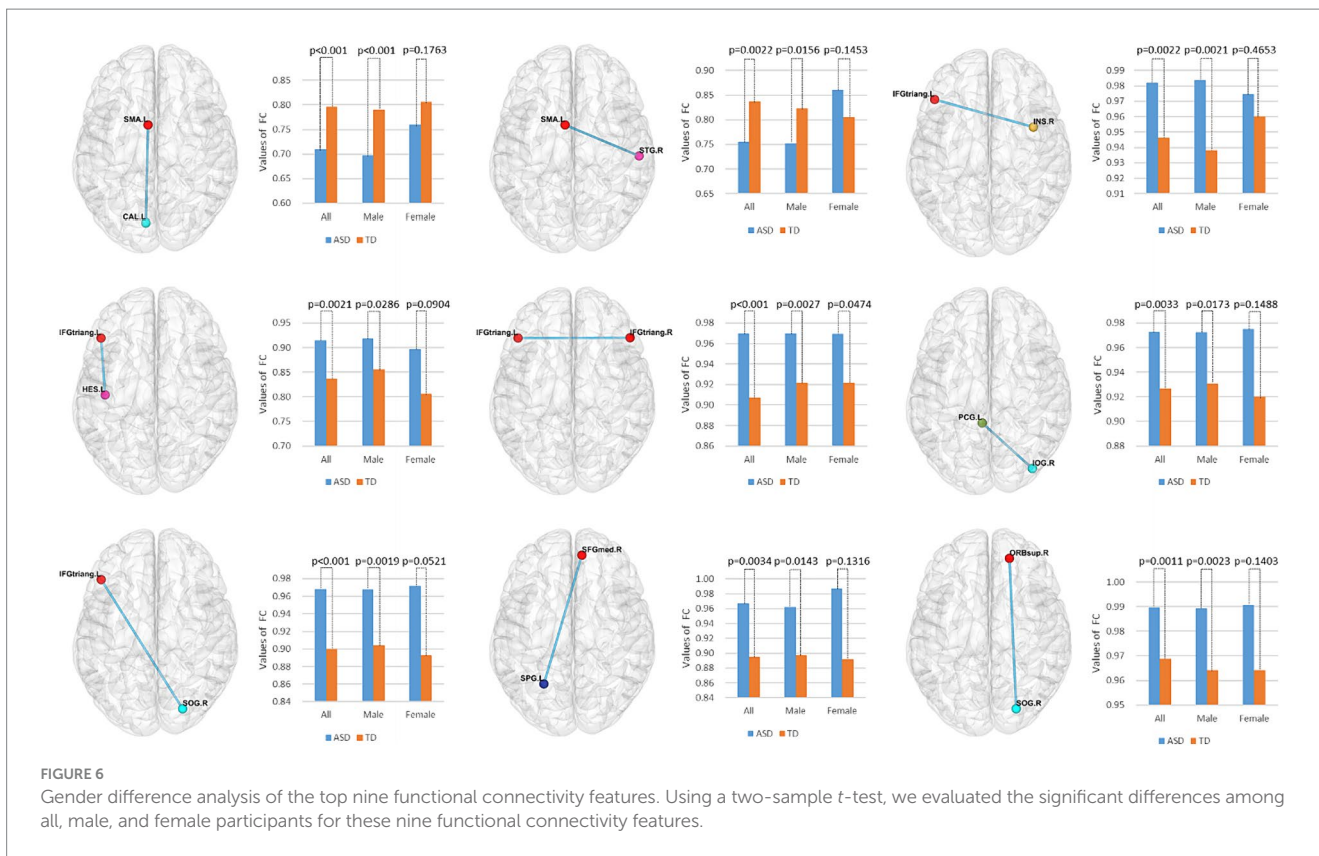 p<0.001 p<0.001 p=0.1763
SMA.L
CAL.L
Values of FC
0.85
0.80
0.75
0.70
0.65
0.60
All Male Female
ASD TD
p=0.0022 p=0.0156 p=0.1453
SMA.L
STG.R
Values of FC
0.90
0.85
0.80
0.75
0.70
0.65
All Male Female
ASD TD
p=0.0022 p=0.0021 p=0.4653
IFGtriang.L
INS.R
Values of FC
0.99
0.98
0.97
0.96
0.95
0.94
0.93
0.92
0.91
All Male Female
ASD TD
p=0.0021 p=0.0286 p=0.0904
IFGtriang.L
HES.L
Values of FC
0.95
0.90
0.85
0.80
0.75
0.70
All Male Female
ASD TD
p<0.001 p=0.0027 p=0.0474
IFGtriang.L
IFGtriang.R
Values of FC
0.98
0.96
0.94
0.92
0.90
0.88
0.86
All Male Female
ASD TD
p=0.0033 p=0.0173 p=0.1488
PCG.L
IOG.R
Values of FC
0.98
0.96
0.94
0.92
0.90
0.88
All Male Female
ASD TD
p<0.001 p=0.0019 p=0.0521
IFGtriang.L
SOG.R
Values of FC
0.98
0.96
0.94
0.92
0.90
0.88
0.86
0.84
All Male Female
ASD TD
p=0.0034 p=0.0143 p=0.1316
SFGmed.R
SPG.L
Values of FC
1.00
0.98
0.96
0.94
0.92
0.90
0.88
0.86
0.84
All Male Female
ASD TD
p=0.0011 p=0.0023 p=0.1403
ORBsup.R
SOG.R
Values of FC
1.00
0.99
0.98
0.97
0.96
0.95
All Male Female
ASD TD
FIGURE 6
Gender difference analysis of the top nine functional connectivity features. Using a two-sample t-test, we evaluated the significant differences among
all, male, and female participants for these nine functional connectivity features.